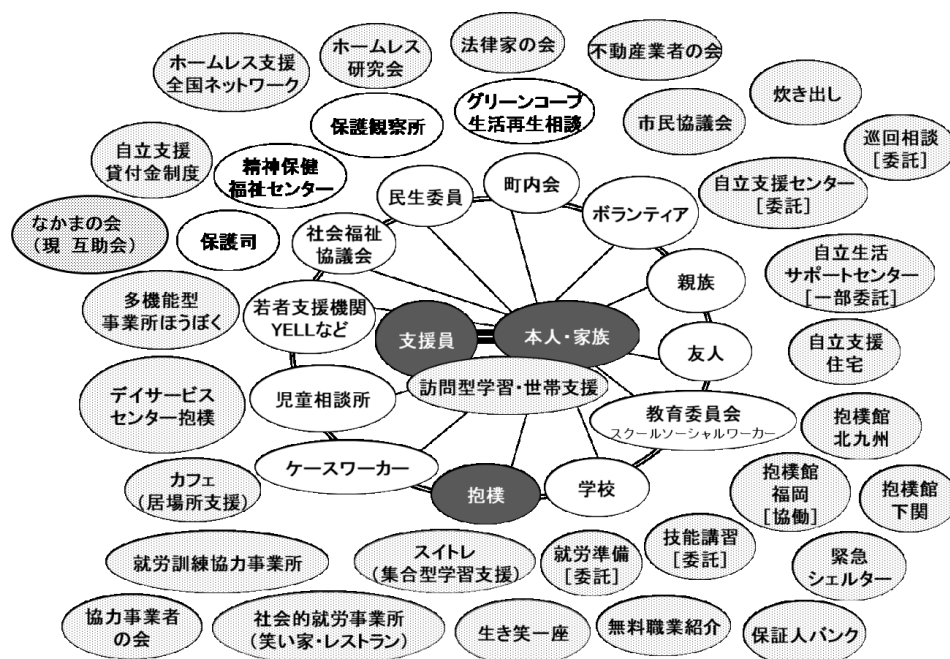 ホームレス支援
全国ネットワーク
ホームレス
研究会
法律家の会
不動産業者の会
炊き出し
保護観察所
グリーンコープ
生活再生相談
市民協議会
巡回相談
[委託]
自立支援
貸付金制度
精神保健
福祉センター
民生委員
町内会
ボランティア
自立支援センター
[委託]
なかまの会
(現 互助会)
保護司
社会福祉
協議会
親族
自立生活
サポートセンター
[一部委託]
多機能型
事業所ほうぼく
若者支援機関
YELLなど
支援員
本人・家族
友人
自立支援
住宅
デイサービス
センター抱樸
児童相談所
訪問型学習・世帯支援
教育委員会
スクールソーシャルワーカー
抱樸館
北九州
カフェ
(居場所支援)
ケースワーカー
抱樸
学校
抱樸館
福岡
[協働]
抱樸館
下関
就労訓練協力事業所
スイトレ
(集合型学習支援)
就労準備
[委託]
技能講習
[委託]
緊急
シェルター
協力事業者
の会
社会的就労事業所
(笑い家・レストラン)
生き笑一座
無料職業紹介
保証人バンク